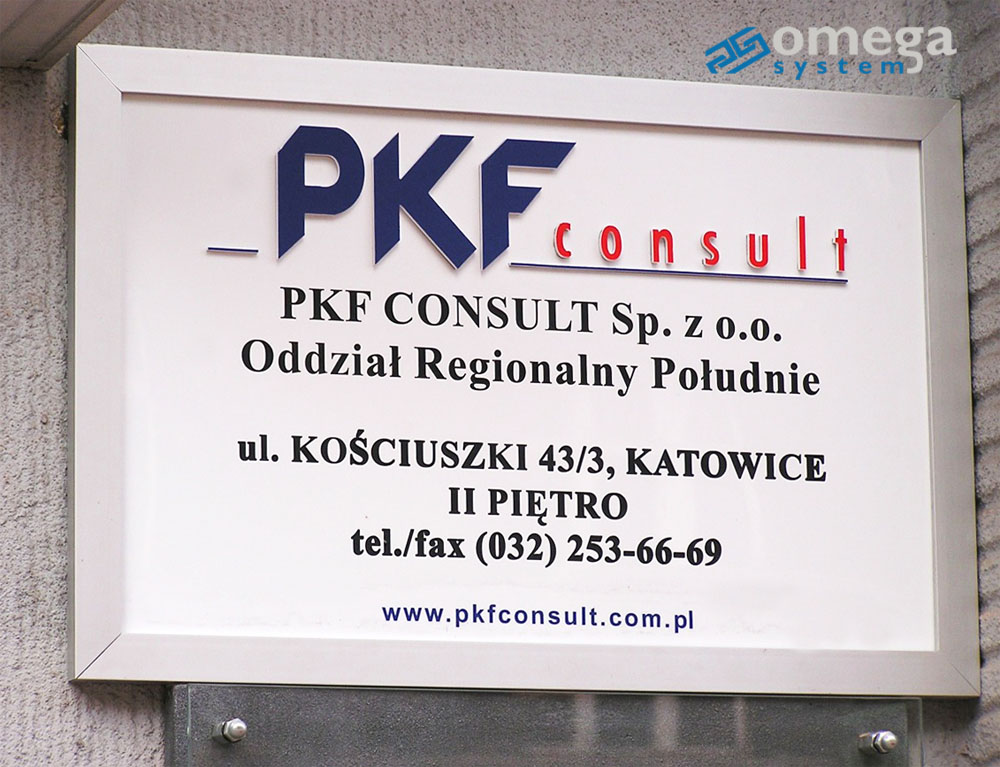 omega
system
PKF consult
PKF CONSULT Sp. z o.o.
Oddział Regionalny Południe
ul. KOŚCIUSZKI 43/3, KATOWICE
II PIĘTRO
tel./fax (032) 253-66-69
www.pkfconsult.com.pl